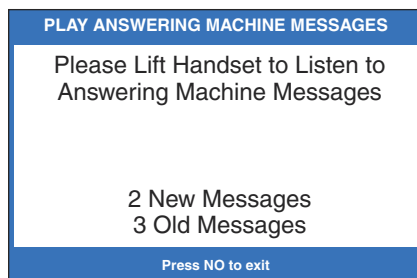 PLAY ANSWERING MACHINE MESSAGES
Please Lift Handset to Listen to
Answering Machine Messages
2 New Messages
3 Old Messages
Press NO to exit